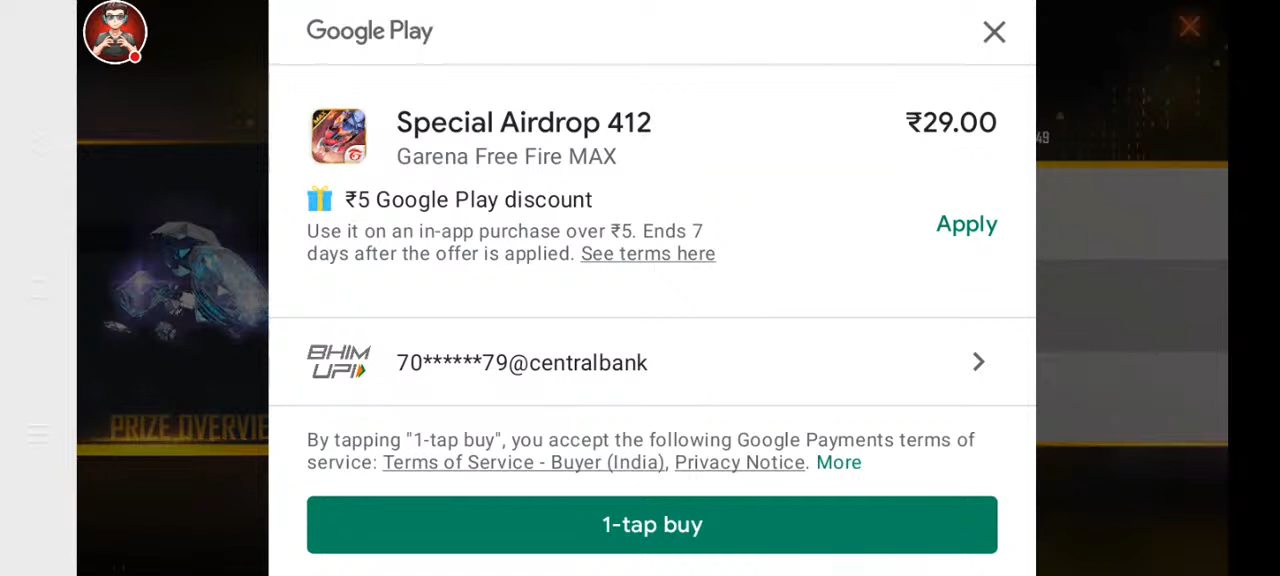 Google Play
Special Airdrop 412
₹29.00
Garena Free Fire MAX
₹5 Google Play discount
Use it on an in-app purchase over ₹5. Ends 7
days after the offer is applied. See terms here
Apply
BHIM
UPI
70******79@centralbank
By tapping "1-tap buy", you accept the following Google Payments terms of
service: Terms of Service - Buyer (India), Privacy Notice. More
1-tap buy
PRIZE OVERVIE
49
MAX